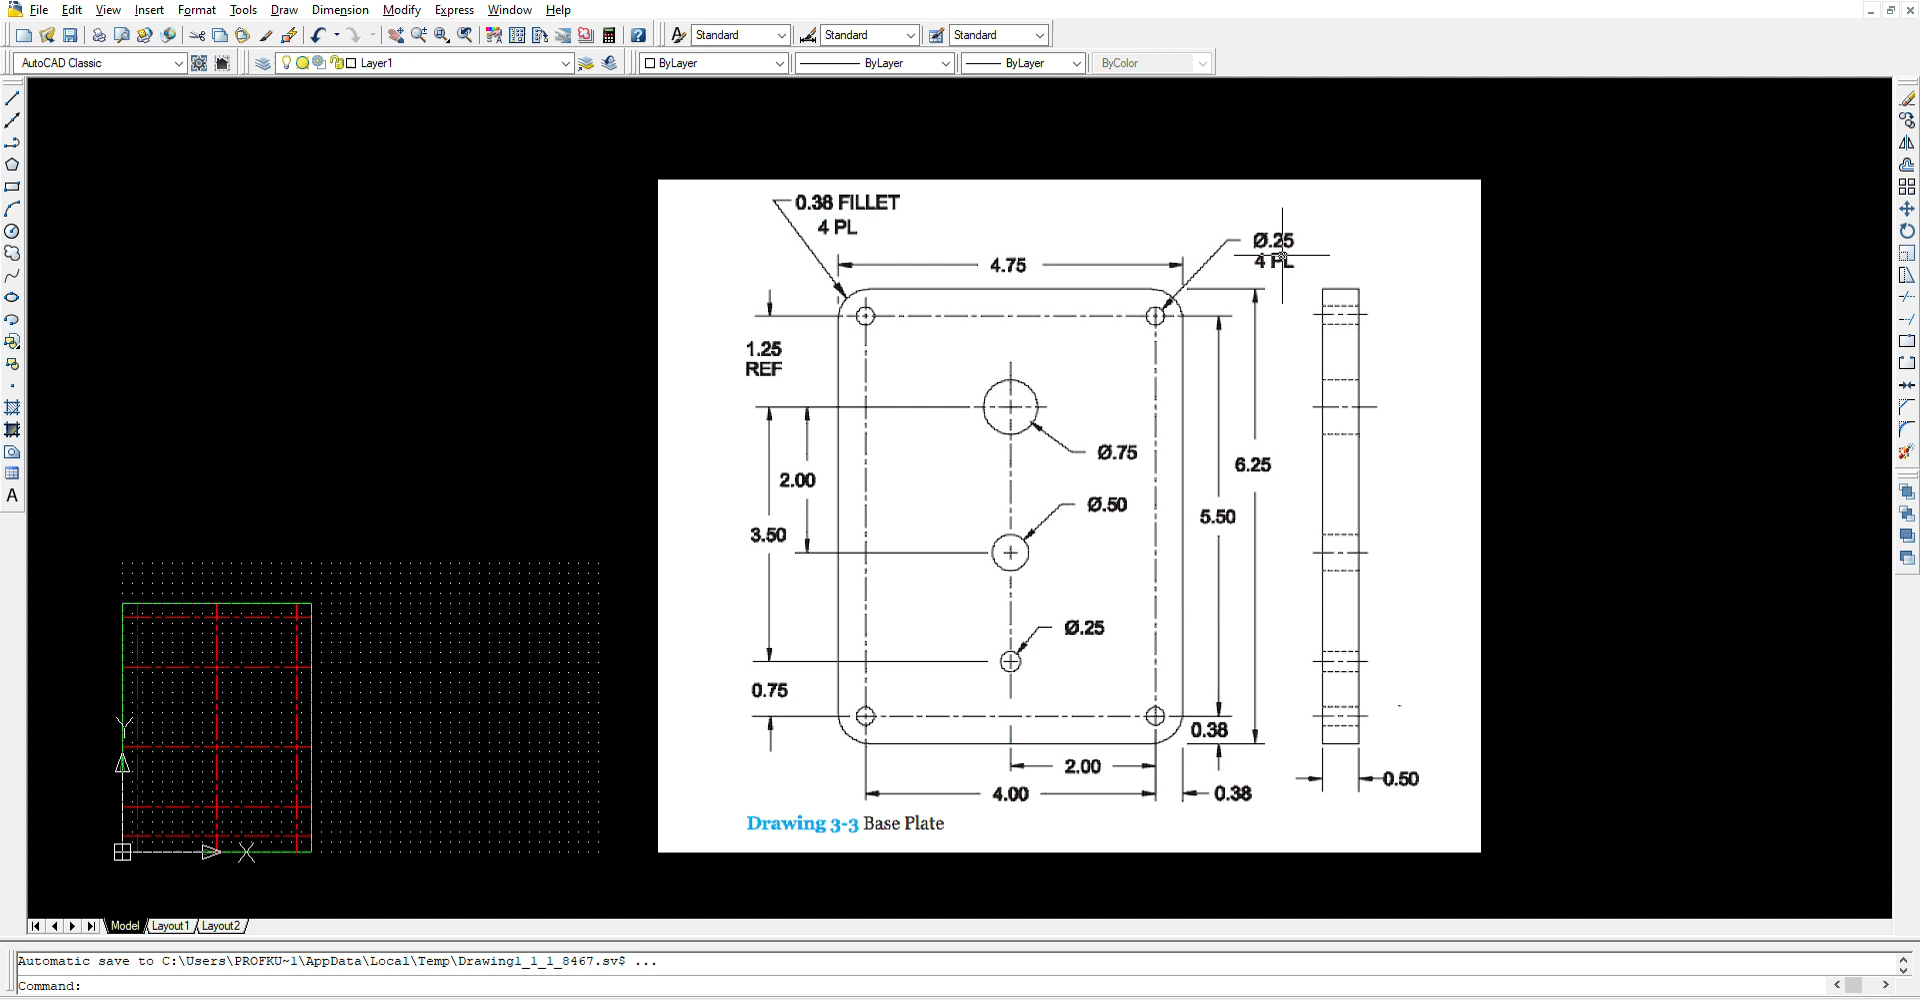 File Edit View Insert Format Tools Draw Dimension Modify Express Window Help
Standard Standard Standard
AutoCAD Classic Layer1 ByLayer ByLayer ByLayer ByColor
A
0.38 FILLET
4 PL
Ø.25
4 PL
4.75
1.25
REF
Ø.75
6.25
2.00
Ø.50
5.50
3.50
Ø.25
0.75
0.38
2.00
0.50
4.00
0.38
Drawing 3-3 Base Plate
Y
X
Model Layout1 Layout2
Automatic save to C:\Users\PROFKU~1\AppData\Local\Temp\Drawing1_1_1_8467.sv$ ...
Command: